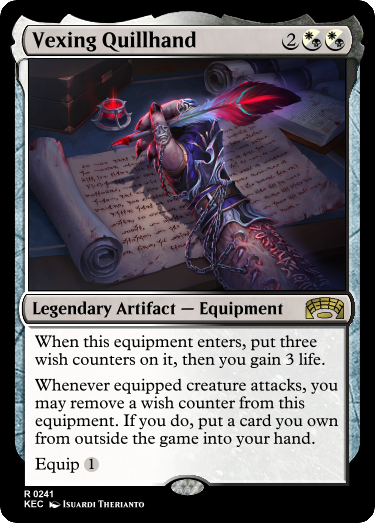 Vexing Quillhand 2
Legendary Artifact — Equipment
When this equipment enters, put three
wish counters on it, then you gain 3 life.
Whenever equipped creature attacks, you
may remove a wish counter from this
equipment. If you do, put a card you own
from outside the game into your hand.
Equip 1
R 0241
KEC Isuardi Therianto